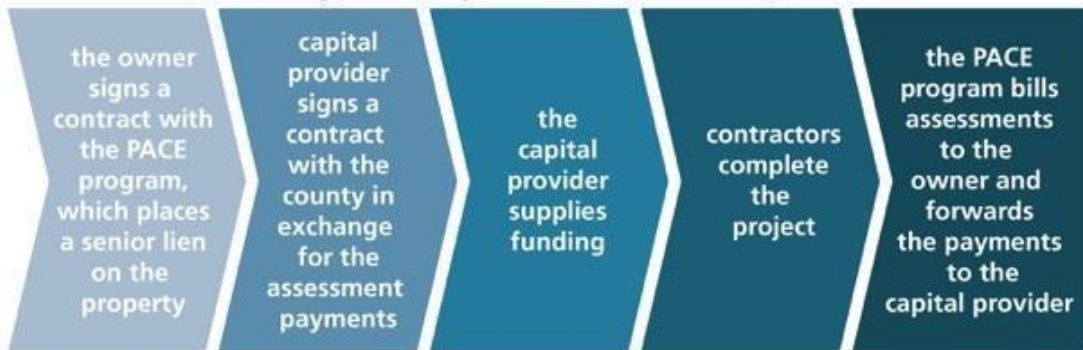 the owner
signs a
contract with
the PACE
program,
which places
a senior lien
on the
property
capital
provider
signs a
contract
with the
county in
exchange
for the
assessment
payments
the
capital
provider
supplies
funding
contractors
complete
the
project
the PACE
program bills
assessments
to the
owner and
forwards
the payments
to the
capital provider